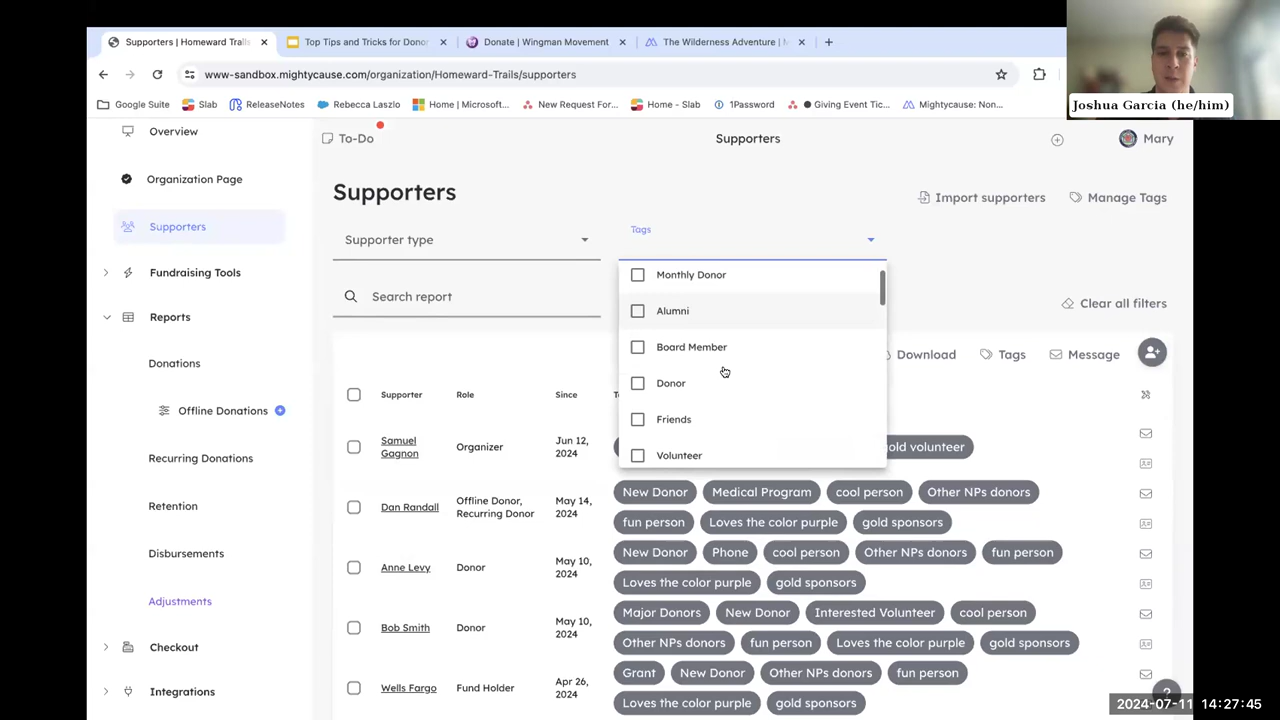 Supporters | Homeward Trails
Top Tips and Tricks for Donor
Donate | Wingman Movement
The Wilderness Adventure |
www-sandbox.mightycause.com/organization/Homeward-Trails/supporters
Google Suite
Slab
ReleaseNotes
Rebecca Laszlo
Home | Microsoft...
New Request For...
Home - Slab
1Password
Giving Event Tic...
Mightycause: Non...
Joshua Garcia (he/him)
Overview
Organization Page
Supporters
Fundraising Tools
Reports
Donations
Offline Donations
Recurring Donations
Retention
Disbursements
Adjustments
Checkout
Integrations
To-Do
Supporters
Mary
Supporters
Import supporters
Manage Tags
Supporter type
Tags
Search report
Clear all filters
Monthly Donor
Alumni
Board Member
Donor
Friends
Volunteer
Download
Tags
Message
Supporter
Role
Since
Samuel
Gagnon
Organizer
Jun 12,
2024
gold volunteer
Dan Randall
Offline Donor,
Recurring Donor
May 14,
2024
New Donor
Medical Program
cool person
Other NPs donors
fun person
Loves the color purple
gold sponsors
Anne Levy
Donor
May 10,
2024
New Donor
Phone
cool person
Other NPs donors
fun person
Loves the color purple
gold sponsors
Bob Smith
Donor
May 10,
2024
Major Donors
New Donor
Interested Volunteer
cool person
Other NPs donors
fun person
Loves the color purple
gold sponsors
Wells Fargo
Fund Holder
Apr 26,
2024
Grant
New Donor
Other NPs donors
fun person
Loves the color purple
gold sponsors
?
2024-07-11 14:27:45